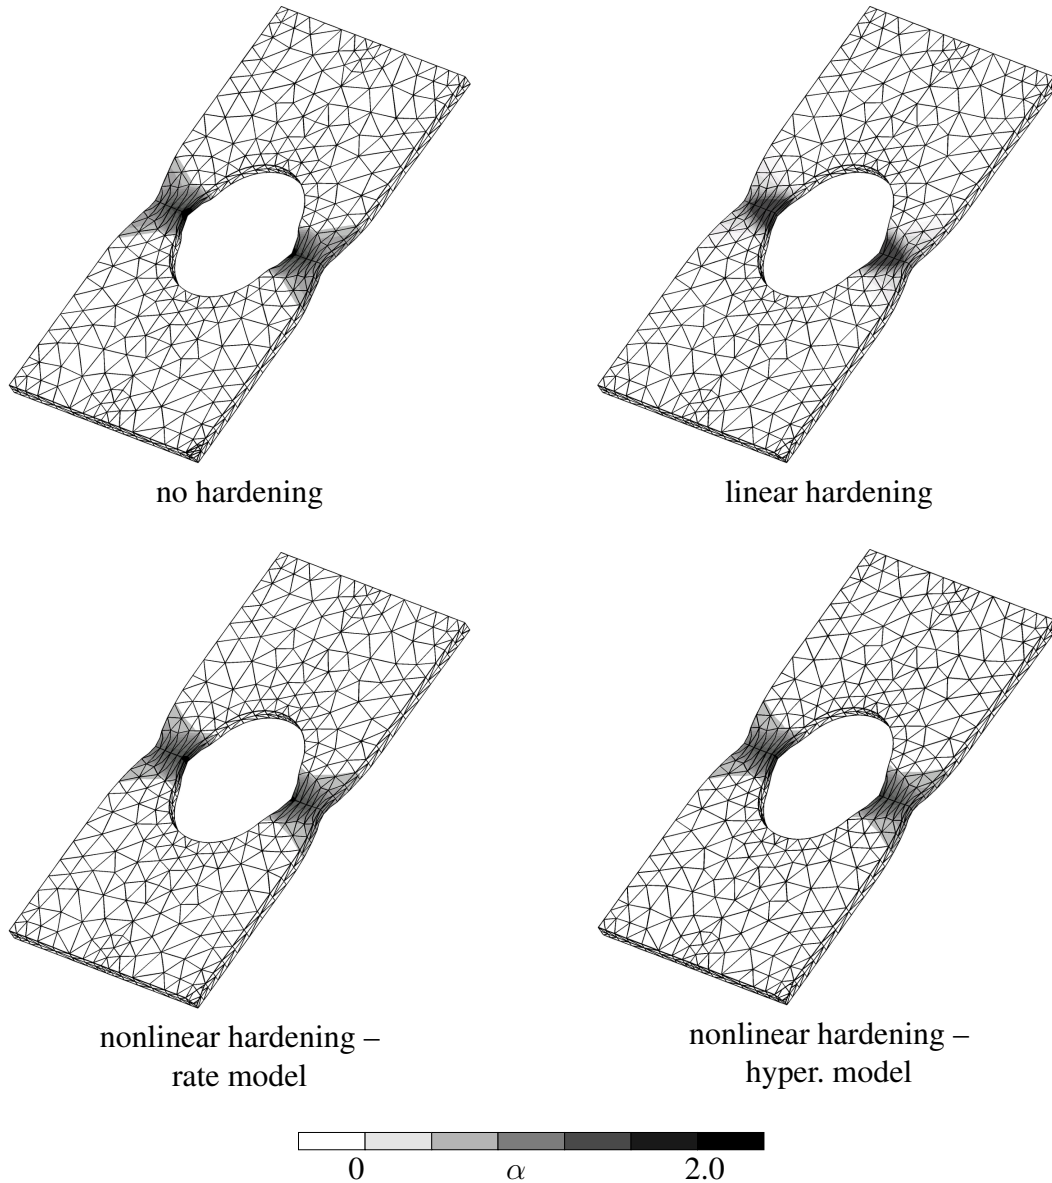 no hardening
linear hardening
nonlinear hardening –
rate model
nonlinear hardening –
hyper. model
0 α 2.0